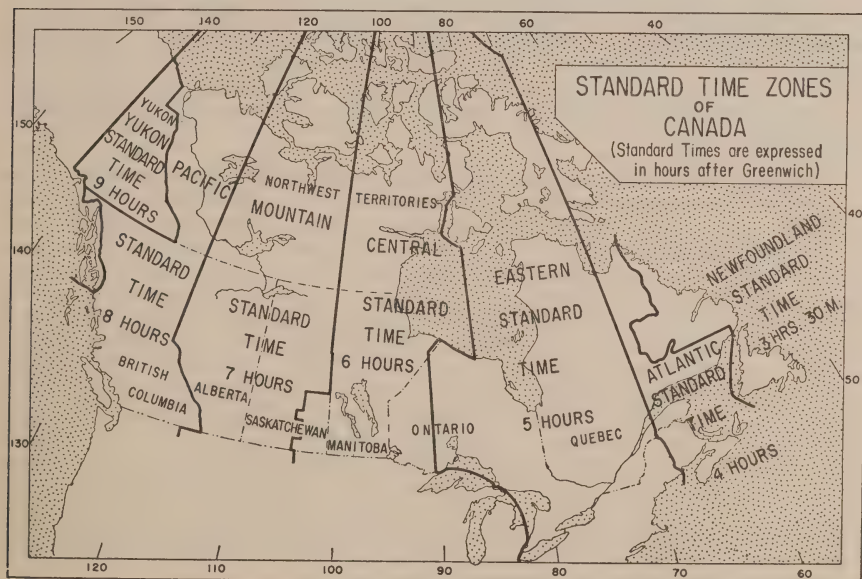 150 140 120 100 80 70 60 40
STANDARD TIME ZONES
OF
CANADA
(Standard Times are expressed
in hours after Greenwich)
150
140
130
YUKON
YUKON
STANDARD
TIME
9 HOURS
PACIFIC
STANDARD
TIME
8 HOURS
BRITISH
COLUMBIA
NORTHWEST
TERRITORIES
MOUNTAIN
STANDARD
TIME
7 HOURS
ALBERTA
SASKATCHEWAN
CENTRAL
STANDARD
TIME
6 HOURS
MANITOBA
EASTERN
STANDARD
TIME
5 HOURS
ONTARIO
QUEBEC
ATLANTIC
STANDARD
TIME
4 HOURS
NEWFOUNDLAND
STANDARD
TIME
3 HRS. 30 M.
50
120 110 100 90 80 70 60